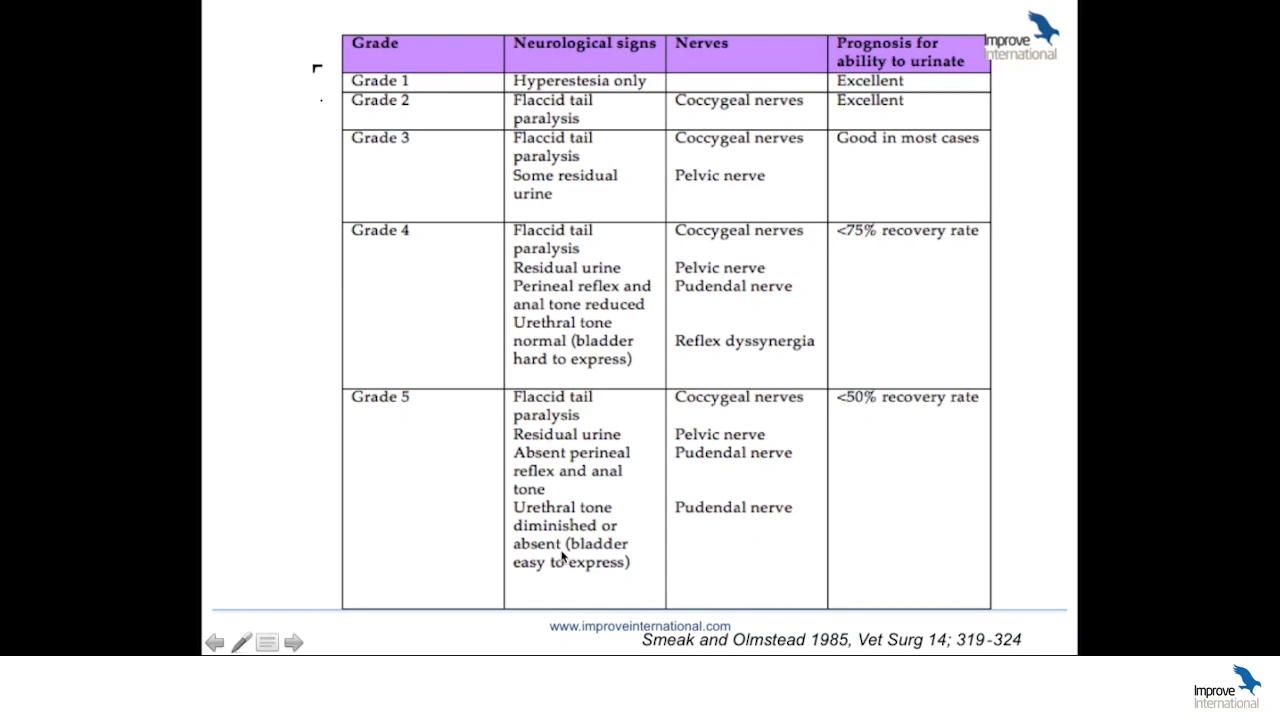 Improve
International
Grade Neurological signs Nerves Prognosis for
ability to urinate
Grade 1 Hyperestesia only Excellent
Grade 2 Flaccid tail Coccygeal nerves Excellent
paralysis
Grade 3 Flaccid tail Coccygeal nerves Good in most cases
paralysis
Some residual Pelvic nerve
urine
Grade 4 Flaccid tail Coccygeal nerves <75% recovery rate
paralysis
Residual urine Pelvic nerve
Perineal reflex and Pudendal nerve
anal tone reduced
Urethral tone
normal (bladder Reflex dyssynergia
hard to express)
Grade 5 Flaccid tail Coccygeal nerves <50% recovery rate
paralysis
Residual urine Pelvic nerve
Absent perineal Pudendal nerve
reflex and anal
tone
Urethral tone Pudendal nerve
diminished or
absent (bladder
easy to express)
www.improveinternational.com
Smeak and Olmstead 1985, Vet Surg 14; 319-324
Improve
International